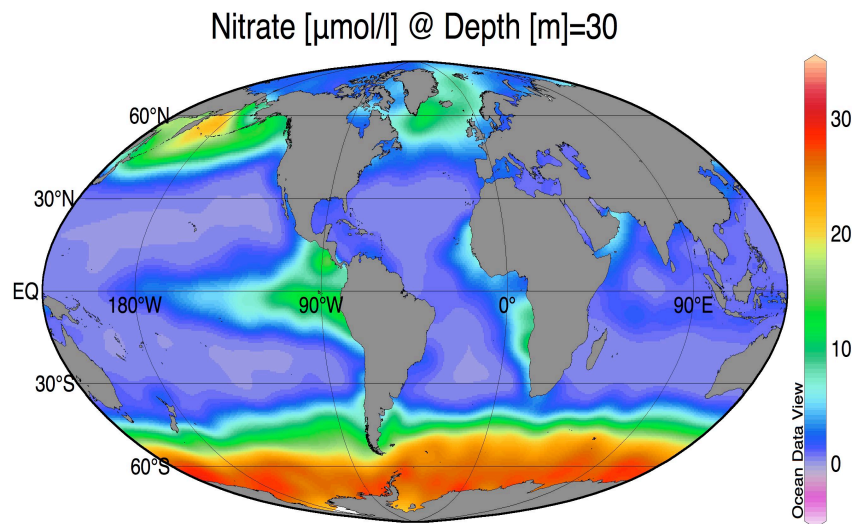 Nitrate [μmol/l] @ Depth [m]=30
60°N
30°N
EQ
180°W
90°W
0°
90°E
30°S
60°S
30
20
10
0
Ocean Data View